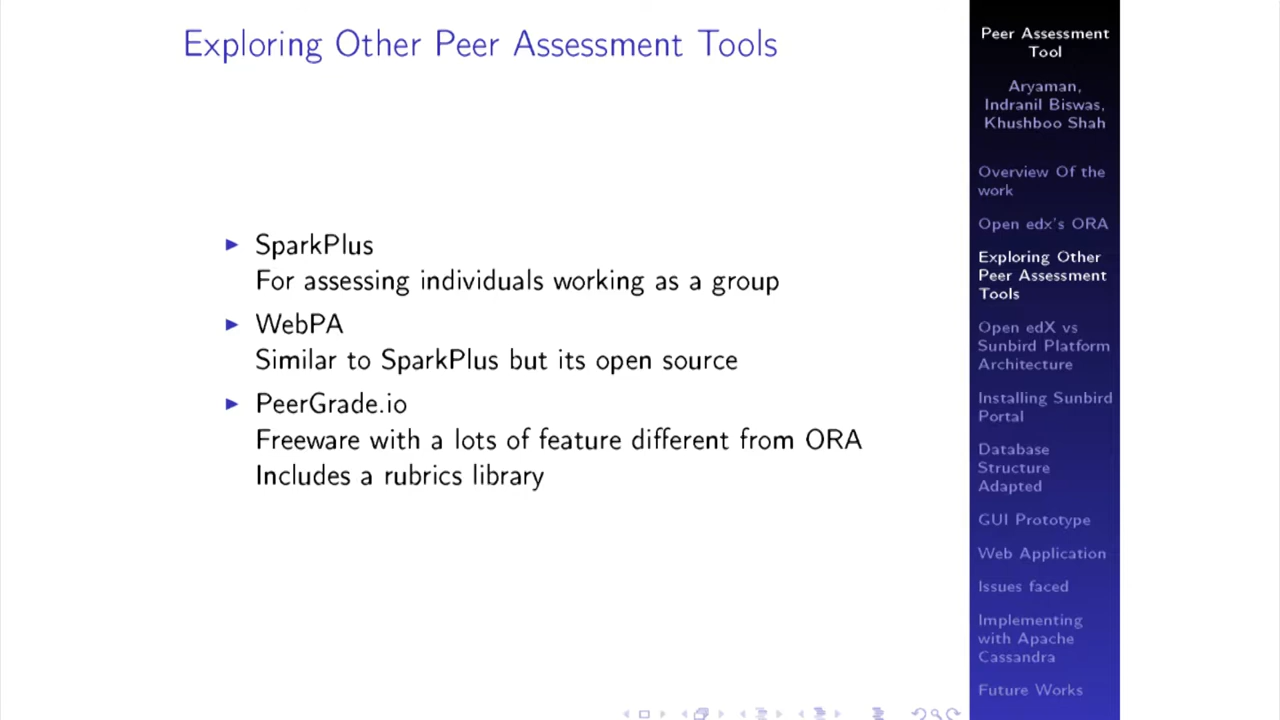 Exploring Other Peer Assessment Tools
SparkPlus
For assessing individuals working as a group
WebPA
Similar to SparkPlus but its open source
PeerGrade.io
Freeware with a lots of feature different from ORA
Includes a rubrics library
Peer Assessment
Tool
Aryaman,
Indranil Biswas,
Khushboo Shah
Overview Of the
work
Open edx's ORA
Exploring Other
Peer Assessment
Tools
Open edX vs
Sunbird Platform
Architecture
Installing Sunbird
Portal
Database
Structure
Adapted
GUI Prototype
Web Application
Issues faced
Implementing
with Apache
Cassandra
Future Works